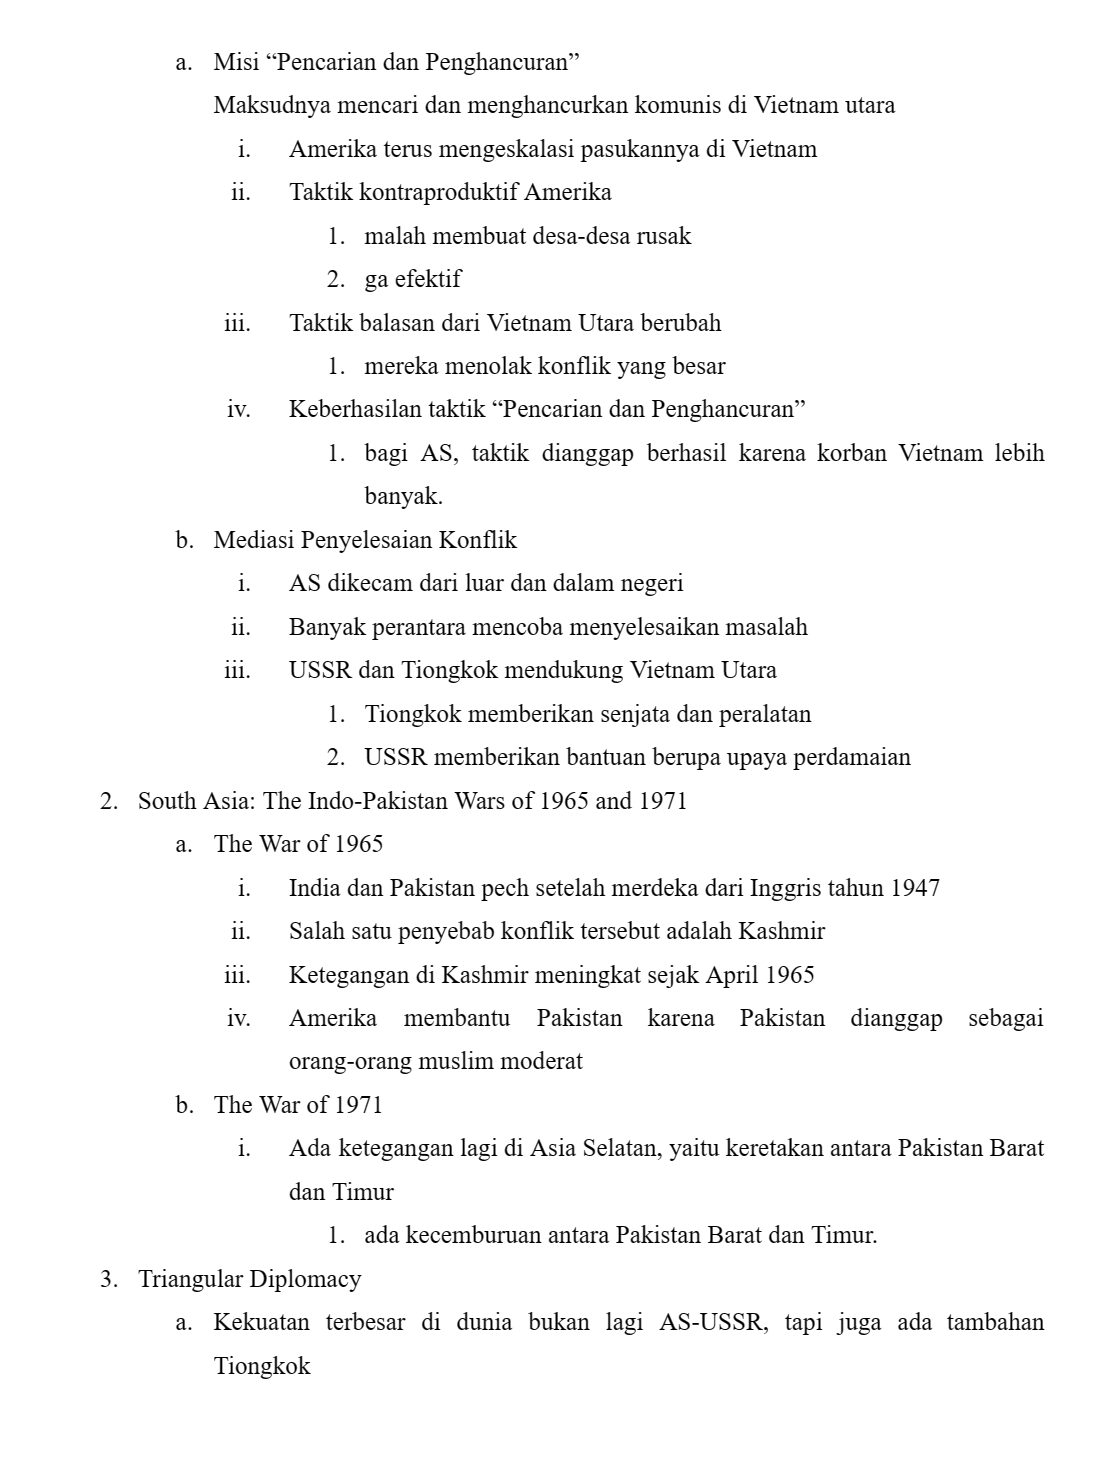 a. Misi “Pencarian dan Penghancuran”
Maksudnya mencari dan menghancurkan komunis di Vietnam utara
i. Amerika terus mengeskalasi pasukannya di Vietnam
ii. Taktik kontraproduktif Amerika
1. malah membuat desa-desa rusak
2. ga efektif
iii. Taktik balasan dari Vietnam Utara berubah
1. mereka menolak konflik yang besar
iv. Keberhasilan taktik “Pencarian dan Penghancuran”
1. bagi AS, taktik dianggap berhasil karena korban Vietnam lebih
banyak.
b. Mediasi Penyelesaian Konflik
i. AS dikecam dari luar dan dalam negeri
ii. Banyak perantara mencoba menyelesaikan masalah
iii. USSR dan Tiongkok mendukung Vietnam Utara
1. Tiongkok memberikan senjata dan peralatan
2. USSR memberikan bantuan berupa upaya perdamaian
2. South Asia: The Indo-Pakistan Wars of 1965 and 1971
a. The War of 1965
i. India dan Pakistan pech setelah merdeka dari Inggris tahun 1947
ii. Salah satu penyebab konflik tersebut adalah Kashmir
iii. Ketegangan di Kashmir meningkat sejak April 1965
iv. Amerika membantu Pakistan karena Pakistan dianggap sebagai
orang-orang muslim moderat
b. The War of 1971
i. Ada ketegangan lagi di Asia Selatan, yaitu keretakan antara Pakistan Barat
dan Timur
1. ada kecemburuan antara Pakistan Barat dan Timur.
3. Triangular Diplomacy
a. Kekuatan terbesar di dunia bukan lagi AS-USSR, tapi juga ada tambahan
Tiongkok